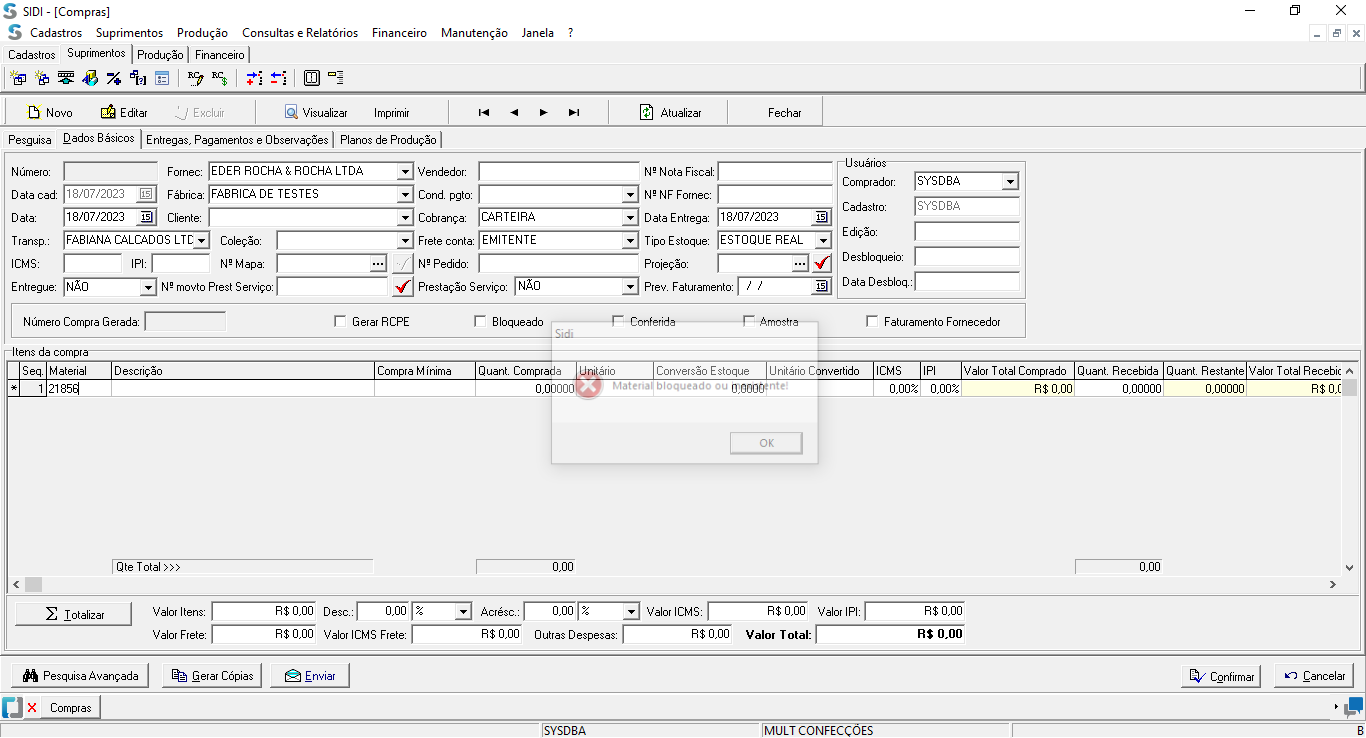 SIDI - [Compras]
Cadastros Suprimentos Produção Consultas e Relatórios Financeiro Manutenção Janela ?
Cadastros Suprimentos Produção Financeiro
Novo Editar Excluir Visualizar Imprimir Atualizar Fechar
Pesquisa Dados Básicos Entregas, Pagamentos e Observações Planos de Produção
Número: Fornec: EDER ROCHA & ROCHA LTDA Vendedor: Nº Nota Fiscal: Usuários
Data cad: 18/07/2023 15 Fábrica: FABRICA DE TESTES Cond. pgto: Nº NF Fornec: Comprador: SYSDBA
Data: 18/07/2023 15 Cliente: Cobrança: CARTEIRA Data Entrega: 18/07/2023 15 Cadastro: SYSDBA
Transp.: FABIANA CALCADOS LTC Coleção: Frete conta: EMITENTE Tipo Estoque: ESTOQUE REAL Edição:
ICMS: IPI: Nº Mapa: ... Nº Pedido: Projeção: ... Desbloqueio:
Entregue: NÃO Nº movto Prest Serviço: Prestação Serviço: NÃO Prev. Faturamento: / / 15 Data Desbloq.:
Número Compra Gerada: Gerar RCPE Bloqueado Conferida Amostra Faturamento Fornecedor
Sidi
Itens da compra
Seq. Material Descrição Compra Mínima Quant. Comprada Unitário Conversão Estoque Unitário Convertido ICMS IPI Valor Total Comprado Quant. Recebida Quant. Restante Valor Total Recebic
* 1 21856 0,00000 0,0000 0,00% 0,00% R$ 0,00 0,00000 0,00000 R$ 0,0
Material bloqueado ou inexistente!
OK
Qte Total >>> 0,00 0,00
Σ Totalizar Valor Itens: R$ 0,00 Desc.: 0,00 % Acrésc.: 0,00 % Valor ICMS: R$ 0,00 Valor IPI: R$ 0,00
Valor Frete: R$ 0,00 Valor ICMS Frete: R$ 0,00 Outras Despesas: R$ 0,00 Valor Total: R$ 0,00
Pesquisa Avançada Gerar Cópias Enviar Confirmar Cancelar
Compras
SYSDBA MULT CONFECÇÕES B